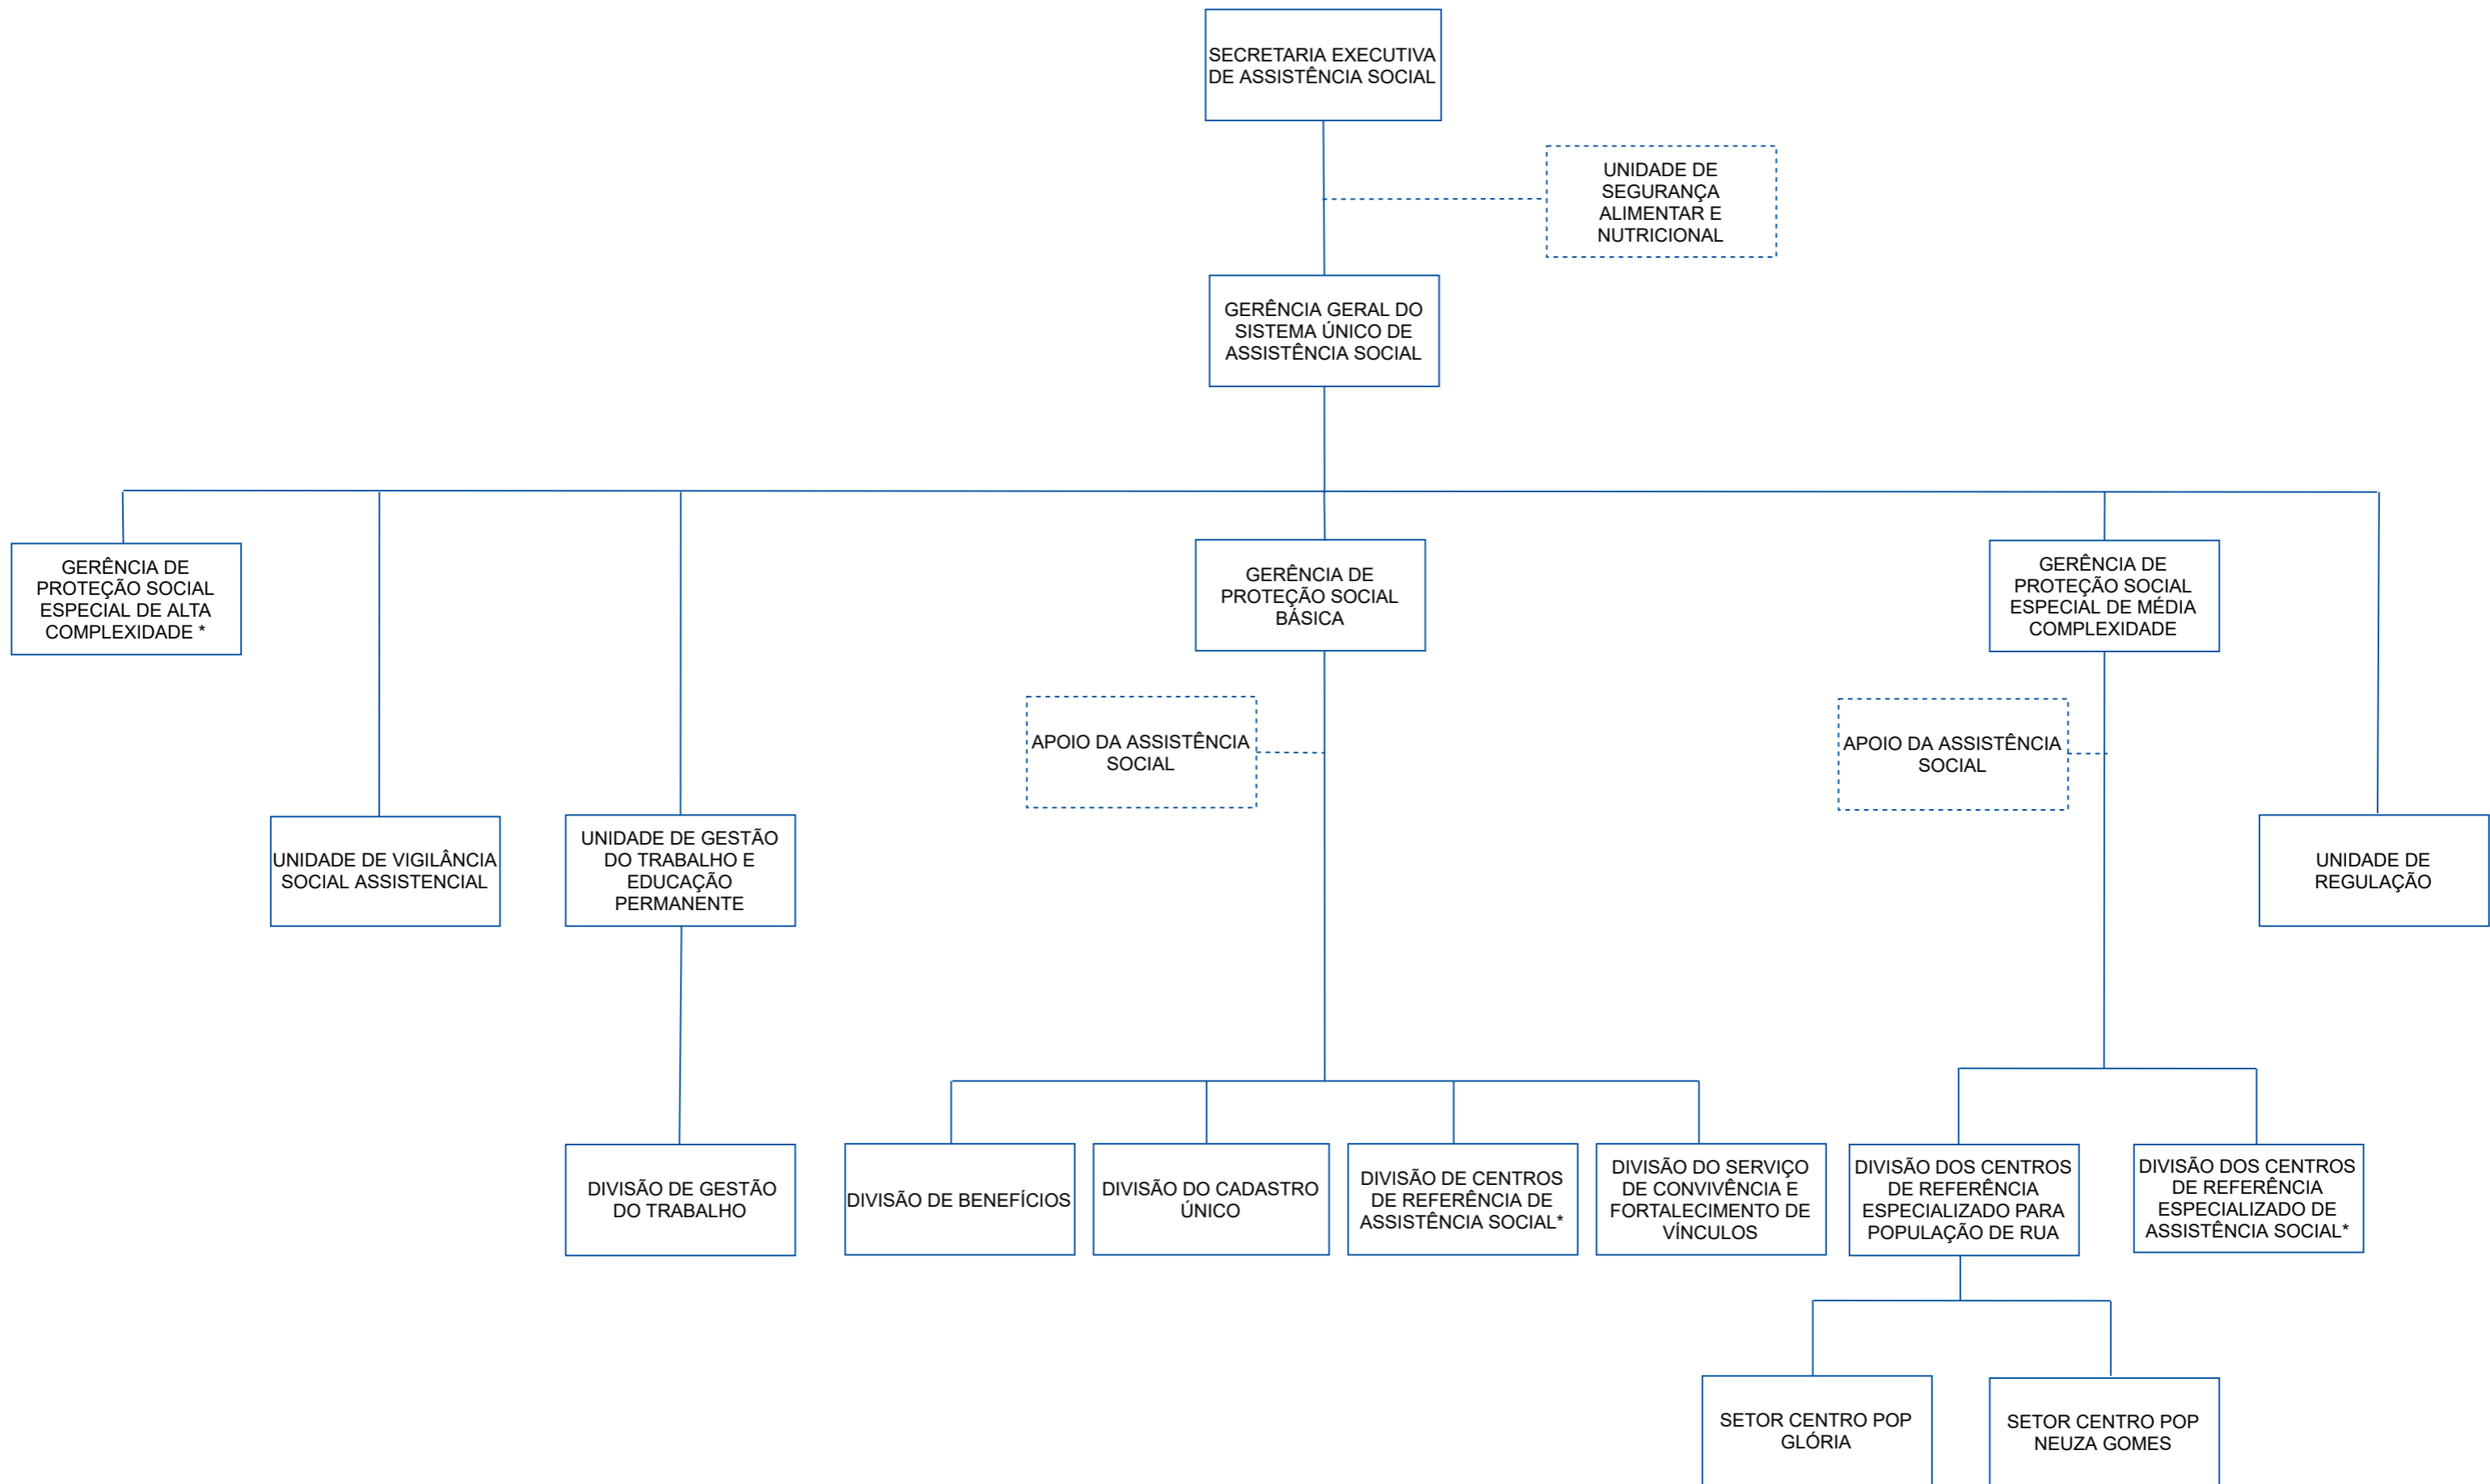 SECRETARIA EXECUTIVA
DE ASSISTÊNCIA SOCIAL
UNIDADE DE
SEGURANÇA
ALIMENTAR E
NUTRICIONAL
GERÊNCIA GERAL DO
SISTEMA ÚNICO DE
ASSISTÊNCIA SOCIAL
GERÊNCIA DE
PROTEÇÃO SOCIAL
ESPECIAL DE ALTA
COMPLEXIDADE *
GERÊNCIA DE
PROTEÇÃO SOCIAL
BÁSICA
GERÊNCIA DE
PROTEÇÃO SOCIAL
ESPECIAL DE MÉDIA
COMPLEXIDADE
APOIO DA ASSISTÊNCIA
SOCIAL
APOIO DA ASSISTÊNCIA
SOCIAL
UNIDADE DE VIGILÂNCIA
SOCIAL ASSISTENCIAL
UNIDADE DE GESTÃO
DO TRABALHO E
EDUCAÇÃO
PERMANENTE
UNIDADE DE
REGULAÇÃO
DIVISÃO DE GESTÃO
DO TRABALHO
DIVISÃO DE BENEFÍCIOS
DIVISÃO DO CADASTRO
ÚNICO
DIVISÃO DE CENTROS
DE REFERÊNCIA DE
ASSISTÊNCIA SOCIAL*
DIVISÃO DO SERVIÇO
DE CONVIVÊNCIA E
FORTALECIMENTO DE
VÍNCULOS
DIVISÃO DOS CENTROS
DE REFERÊNCIA
ESPECIALIZADO PARA
POPULAÇÃO DE RUA
DIVISÃO DOS CENTROS
DE REFERÊNCIA
ESPECIALIZADO DE
ASSISTÊNCIA SOCIAL*
SETOR CENTRO POP
GLÓRIA
SETOR CENTRO POP
NEUZA GOMES